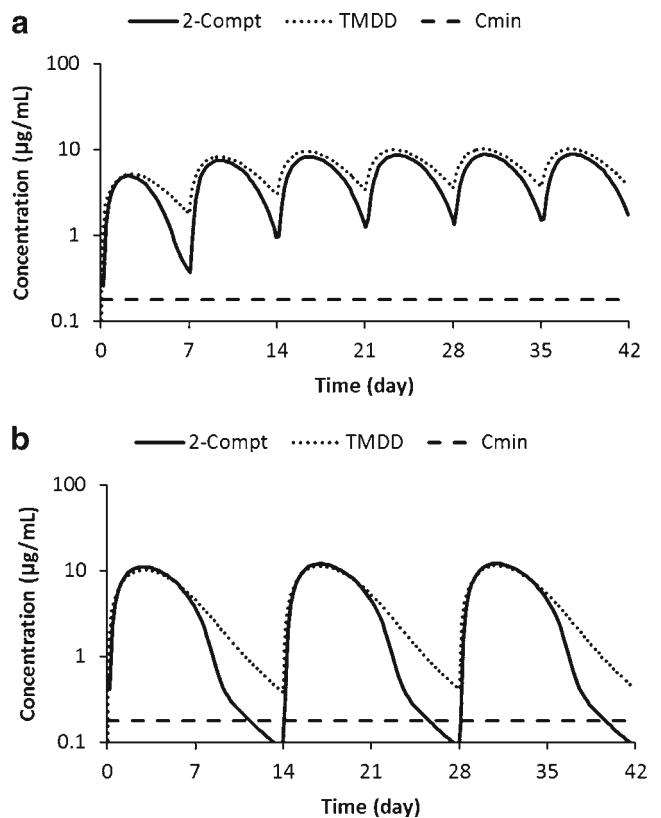 a
2-Compt TMDD Cmin
100
10
1
0.1
Concentration (µg/mL)
0 7 14 21 28 35 42
Time (day)
b
2-Compt TMDD Cmin
100
10
1
0.1
Concentration (µg/mL)
0 7 14 21 28 35 42
Time (day)